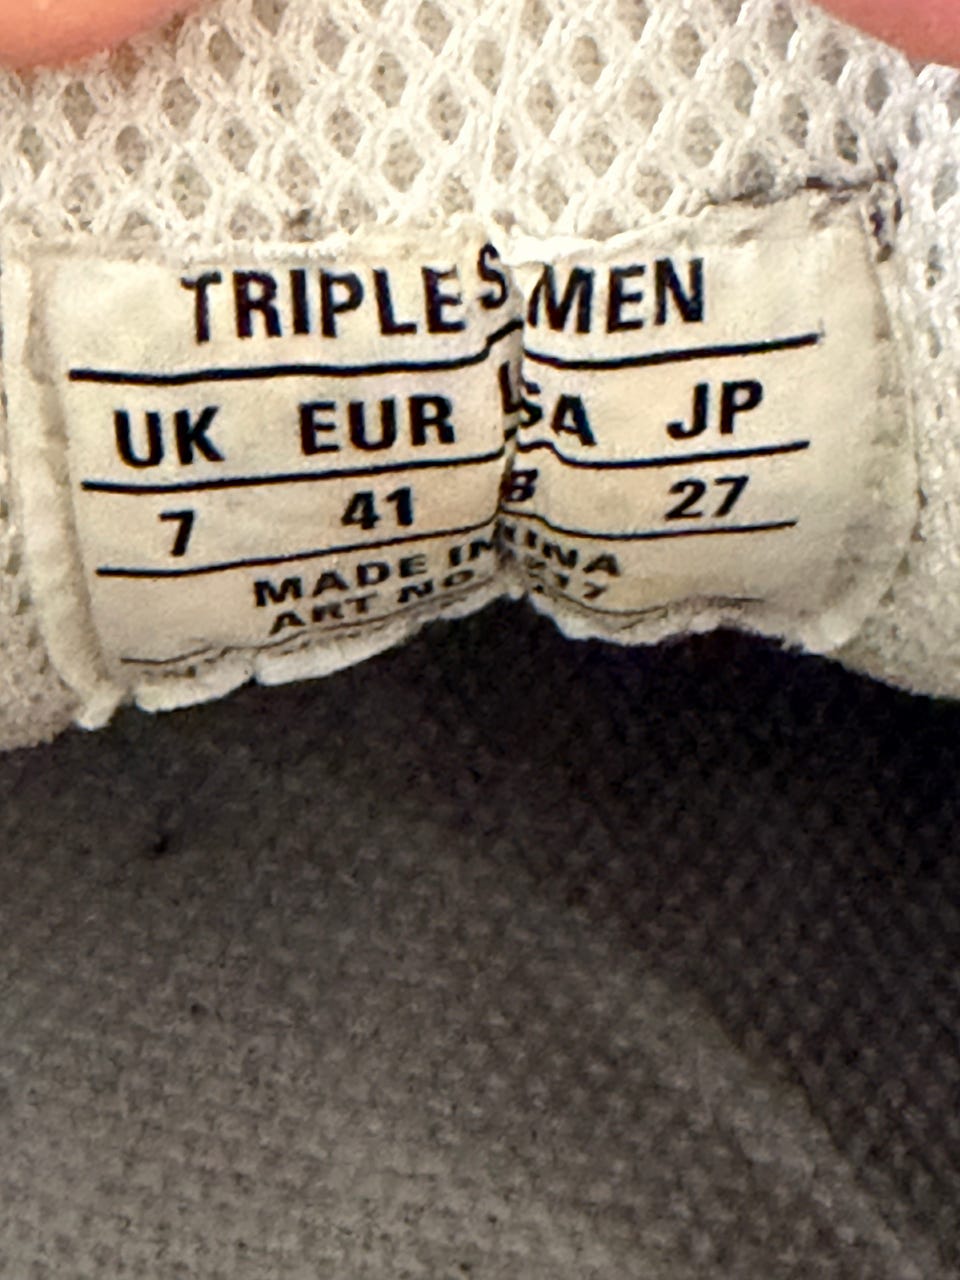 TRIPLE S MEN
UK EUR USA JP
7 41 8 27
MADE IN
ART NO.